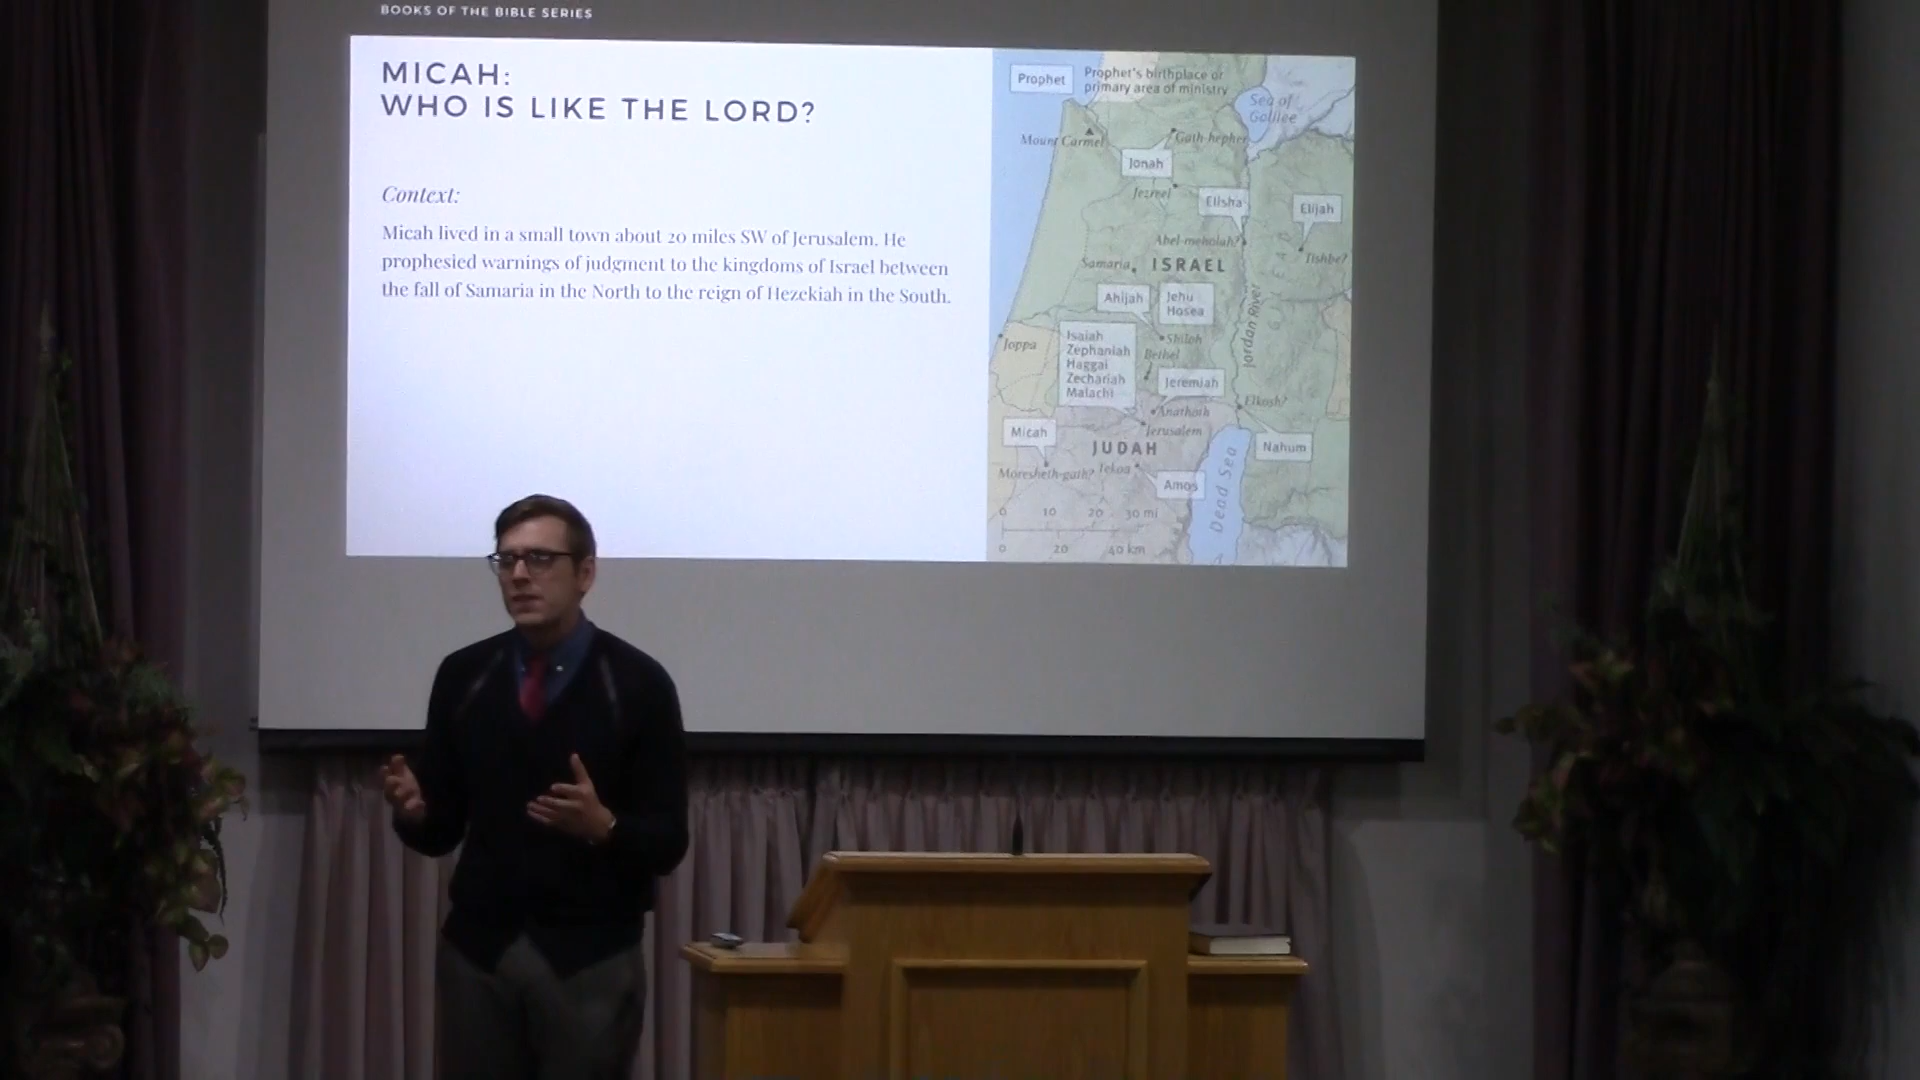 BOOKS OF THE BIBLE SERIES
MICAH:
WHO IS LIKE THE LORD?
Context:
Micah lived in a small town about 20 miles SW of Jerusalem. He
prophesied warnings of judgment to the kingdoms of Israel between
the fall of Samaria in the North to the reign of Hezekiah in the South.
Prophet
Prophet's birthplace or
primary area of ministry
Sea of
Galilee
Mount Carmel
Gath-hepher
Jonah
Jezreel
Elisha
Elijah
Abel-meholah?
Tishbe?
Samaria
ISRAEL
GILEAD
Ahijah
Jehu
Hosea
Jordan River
Joppa
Isaiah
Zephaniah
Haggai
Zechariah
Malachi
Shiloh
Bethel
Jeremiah
Elkosh?
Anathoth
Jerusalem
Micah
JUDAH
Nahum
Moresheth-gath?
Tekoa
Amos
Dead Sea
0 10 20 30 mi
0 20 40 km